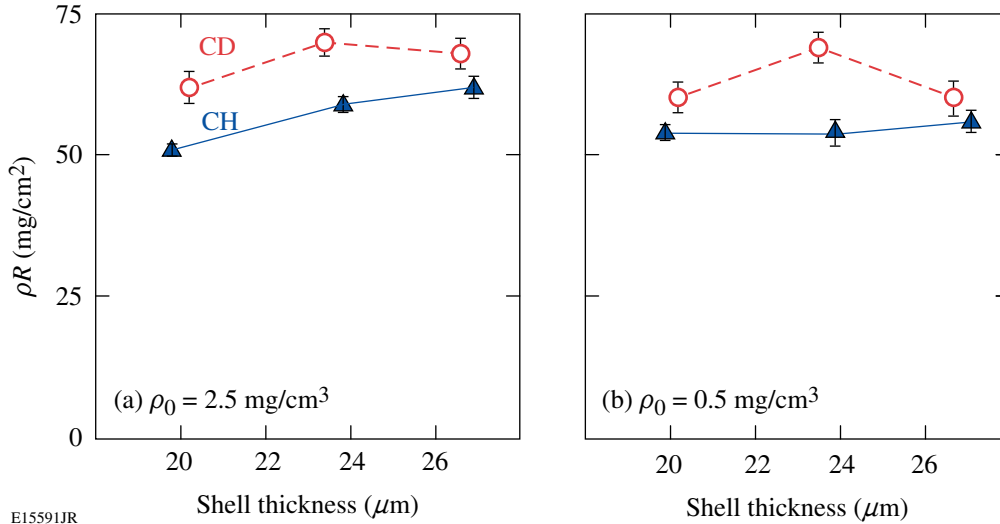 75
50
25
0
ρR (mg/cm²)
CD
CH
(a) ρ₀ = 2.5 mg/cm³
20 22 24 26
Shell thickness (μm)
(b) ρ₀ = 0.5 mg/cm³
20 22 24 26
Shell thickness (μm)
E15591JR